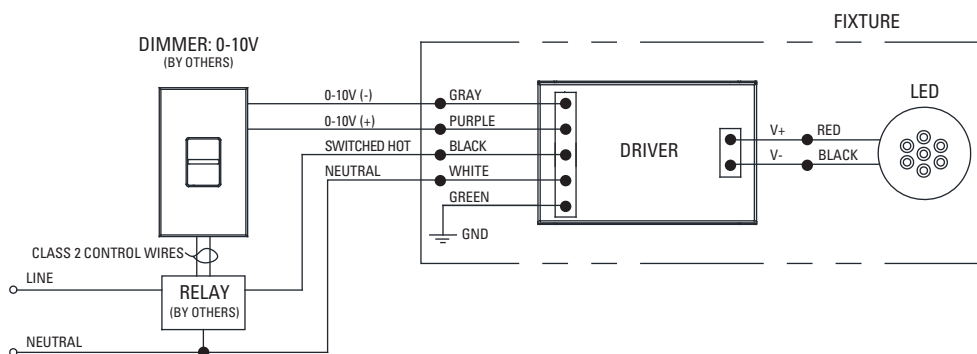 FIXTURE
DIMMER: 0-10V
(BY OTHERS)
0-10V (-)
GRAY
0-10V (+)
PURPLE
SWITCHED HOT
BLACK
NEUTRAL
WHITE
GREEN
GND
DRIVER
V+
RED
V-
BLACK
LED
CLASS 2 CONTROL WIRES
LINE
RELAY
(BY OTHERS)
NEUTRAL